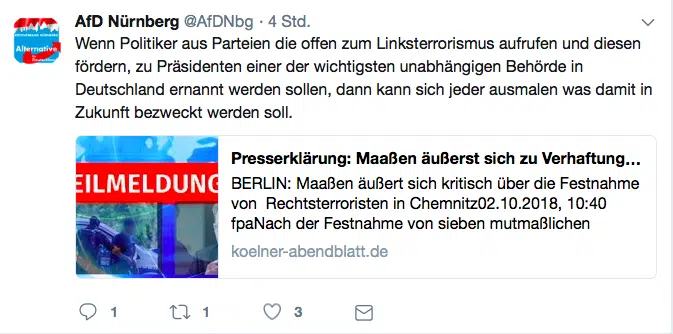 AfD Nürnberg @AfDNbg · 4 Std.
Wenn Politiker aus Parteien die offen zum Linksterrorismus aufrufen und diesen
fördern, zu Präsidenten einer der wichtigsten unabhängigen Behörde in
Deutschland ernannt werden sollen, dann kann sich jeder ausmalen was damit in
Zukunft bezweckt werden soll.
Alternative
EILMELDUNG
Presserklärung: Maaßen äußerst sich zu Verhaftung...
BERLIN: Maaßen äußert sich kritisch über die Festnahme
von Rechtsterroristen in Chemnitz02.10.2018, 10:40
fpaNach der Festnahme von sieben mutmaßlichen
koelner-abendblatt.de
1 1 3